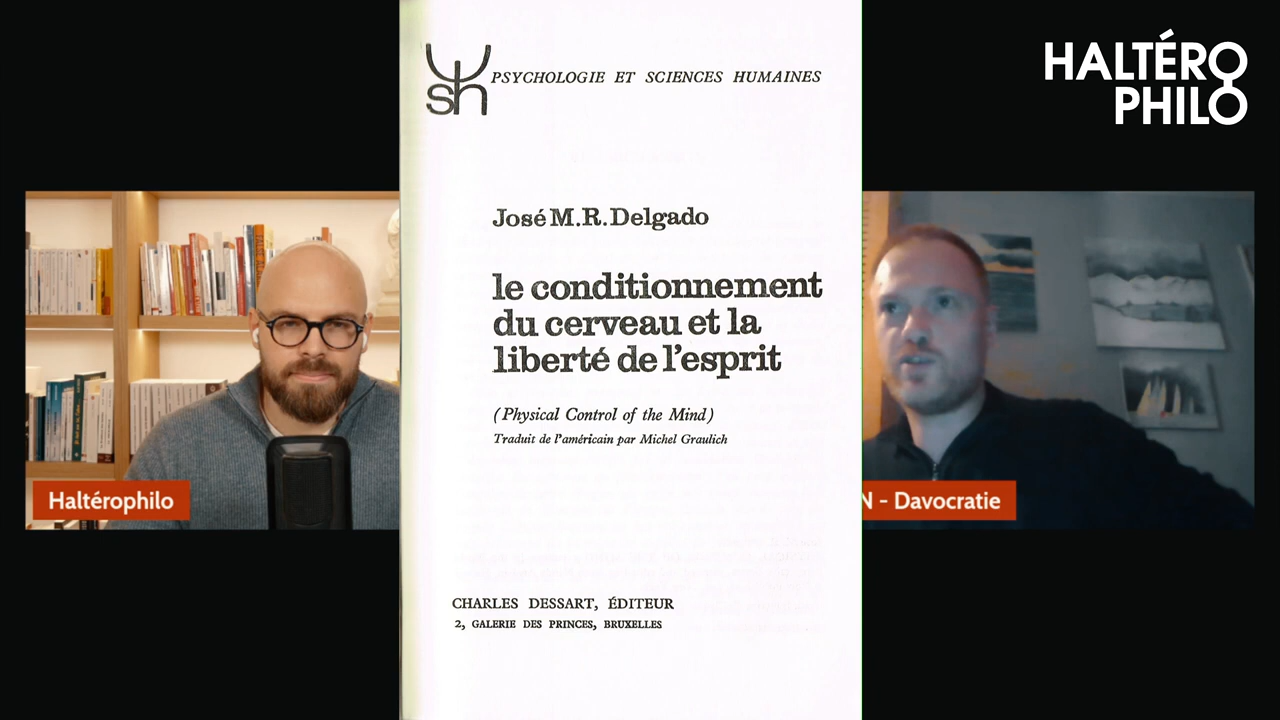 HALTÉRO
PHILO
PSYCHOLOGIE ET SCIENCES HUMAINES
sh
José M.R. Delgado
le conditionnement
du cerveau et la
liberté de l'esprit
(Physical Control of the Mind)
Traduit de l'américain par Michel Graulich
CHARLES DESSART, ÉDITEUR
2, GALERIE DES PRINCES, BRUXELLES
Haltérophilo
N - Davocratie